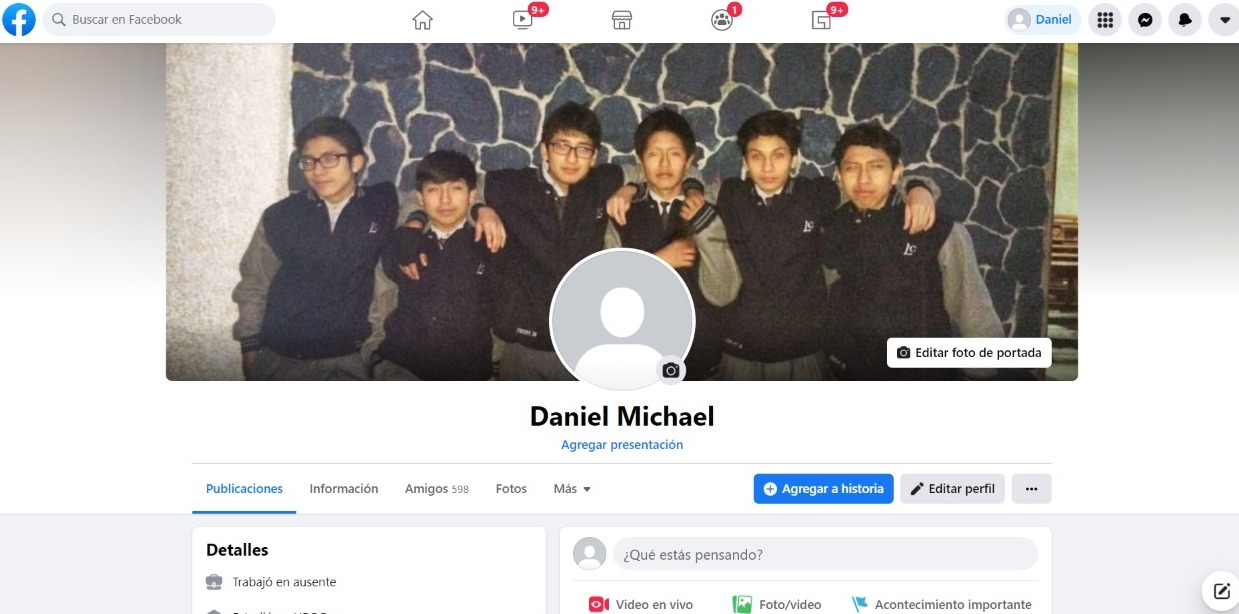 Buscar en Facebook
9+
1
9+
Daniel
Editar foto de portada
Daniel Michael
Agregar presentación
Publicaciones
Información
Amigos 598
Fotos
Más
Agregar a historia
Editar perfil
Detalles
Trabajó en ausente
¿Qué estás pensando?
Video en vivo
Foto/video
Acontecimiento importante